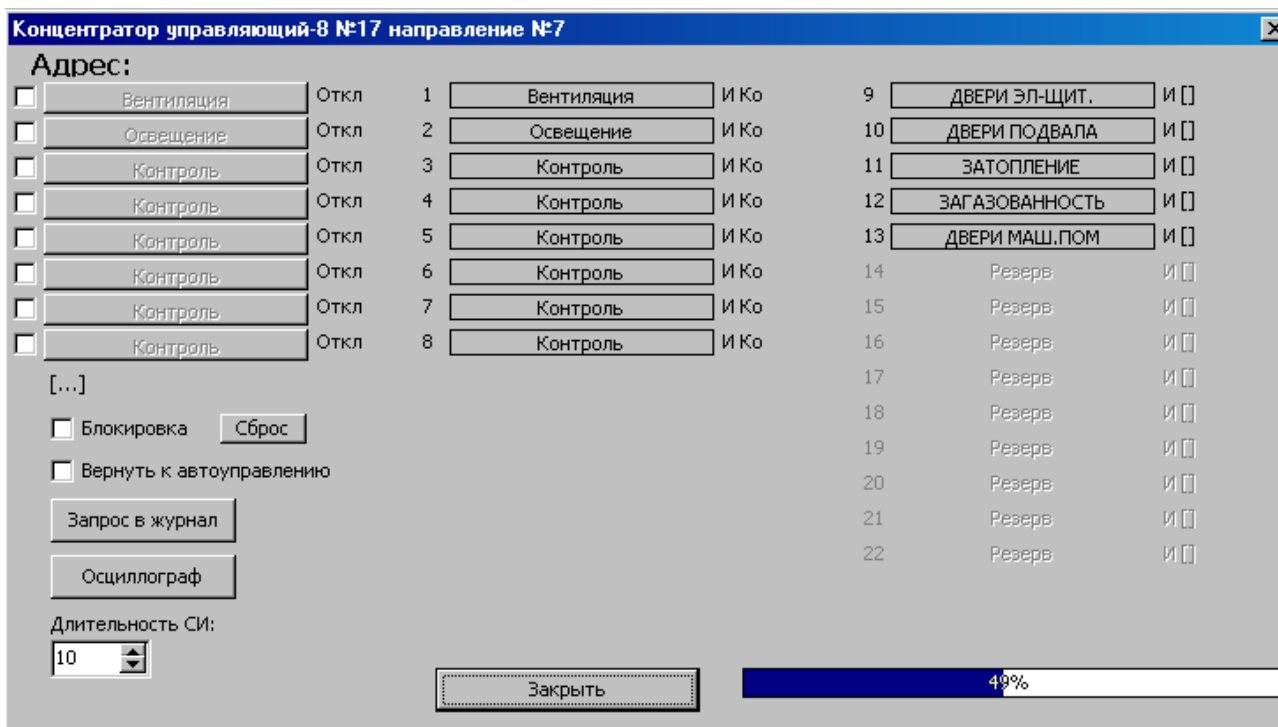 Концентратор управляющий-8 №17 направление №7
Адрес:
Вентиляция Откл 1 Вентиляция И Ко 9 ДВЕРИ ЭЛ-ЩИТ. И []
Освещение Откл 2 Освещение И Ко 10 ДВЕРИ ПОДВАЛА И []
Контроль Откл 3 Контроль И Ко 11 ЗАТОПЛЕНИЕ И []
Контроль Откл 4 Контроль И Ко 12 ЗАГАЗОВАННОСТЬ И []
Контроль Откл 5 Контроль И Ко 13 ДВЕРИ МАШ.ПОМ И []
Контроль Откл 6 Контроль И Ко 14 Резерв И []
Контроль Откл 7 Контроль И Ко 15 Резерв И []
Контроль Откл 8 Контроль И Ко 16 Резерв И []
[...] 17 Резерв И []
Блокировка Сброс 18 Резерв И []
Вернуть к автоуправлению 19 Резерв И []
20 Резерв И []
Запрос в журнал 21 Резерв И []
22 Резерв И []
Осциллограф
Длительность СИ:
10
Закрыть 49%